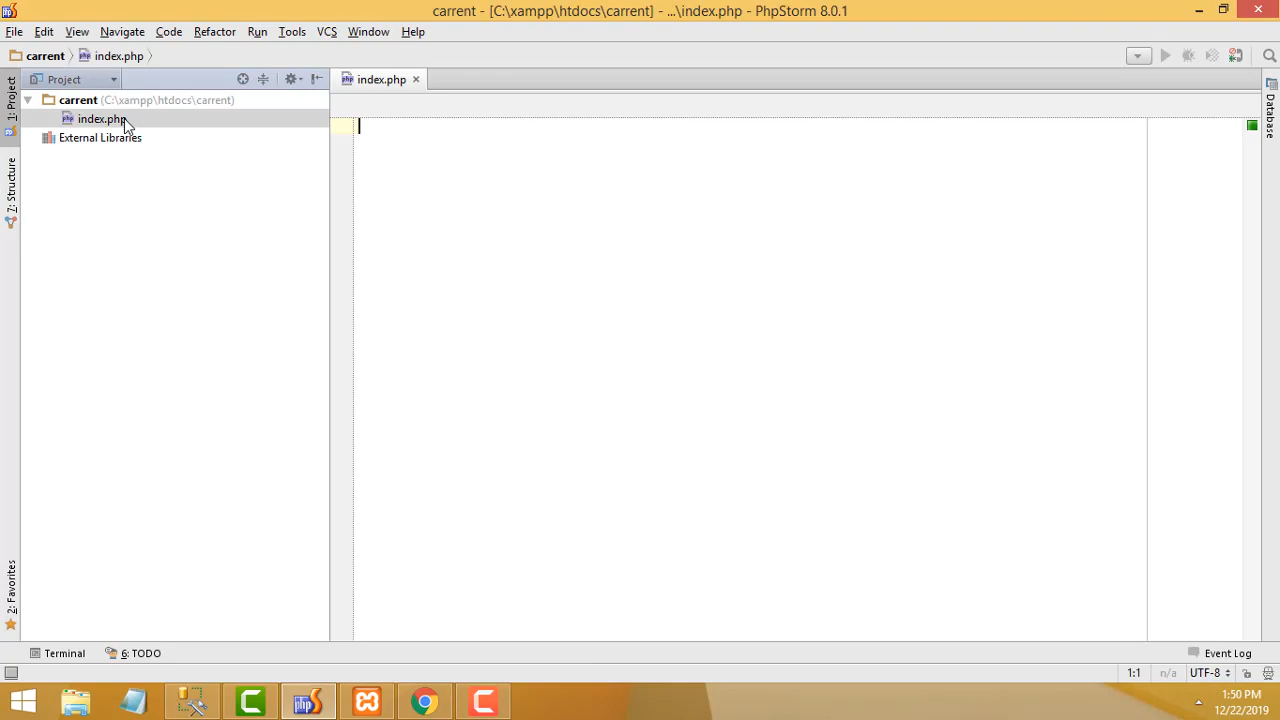 carrent - [C:\xampp\htdocs\carrent] - ...\index.php - PhpStorm 8.0.1
File Edit View Navigate Code Refactor Run Tools VCS Window Help
carrent index.php
1: Project
Project
index.php
carrent (C:\xampp\htdocs\carrent)
index.php
External Libraries
7: Structure
2: Favorites
Database
Terminal 6: TODO Event Log
1:1 n/a UTF-8
1:50 PM
12/22/2019